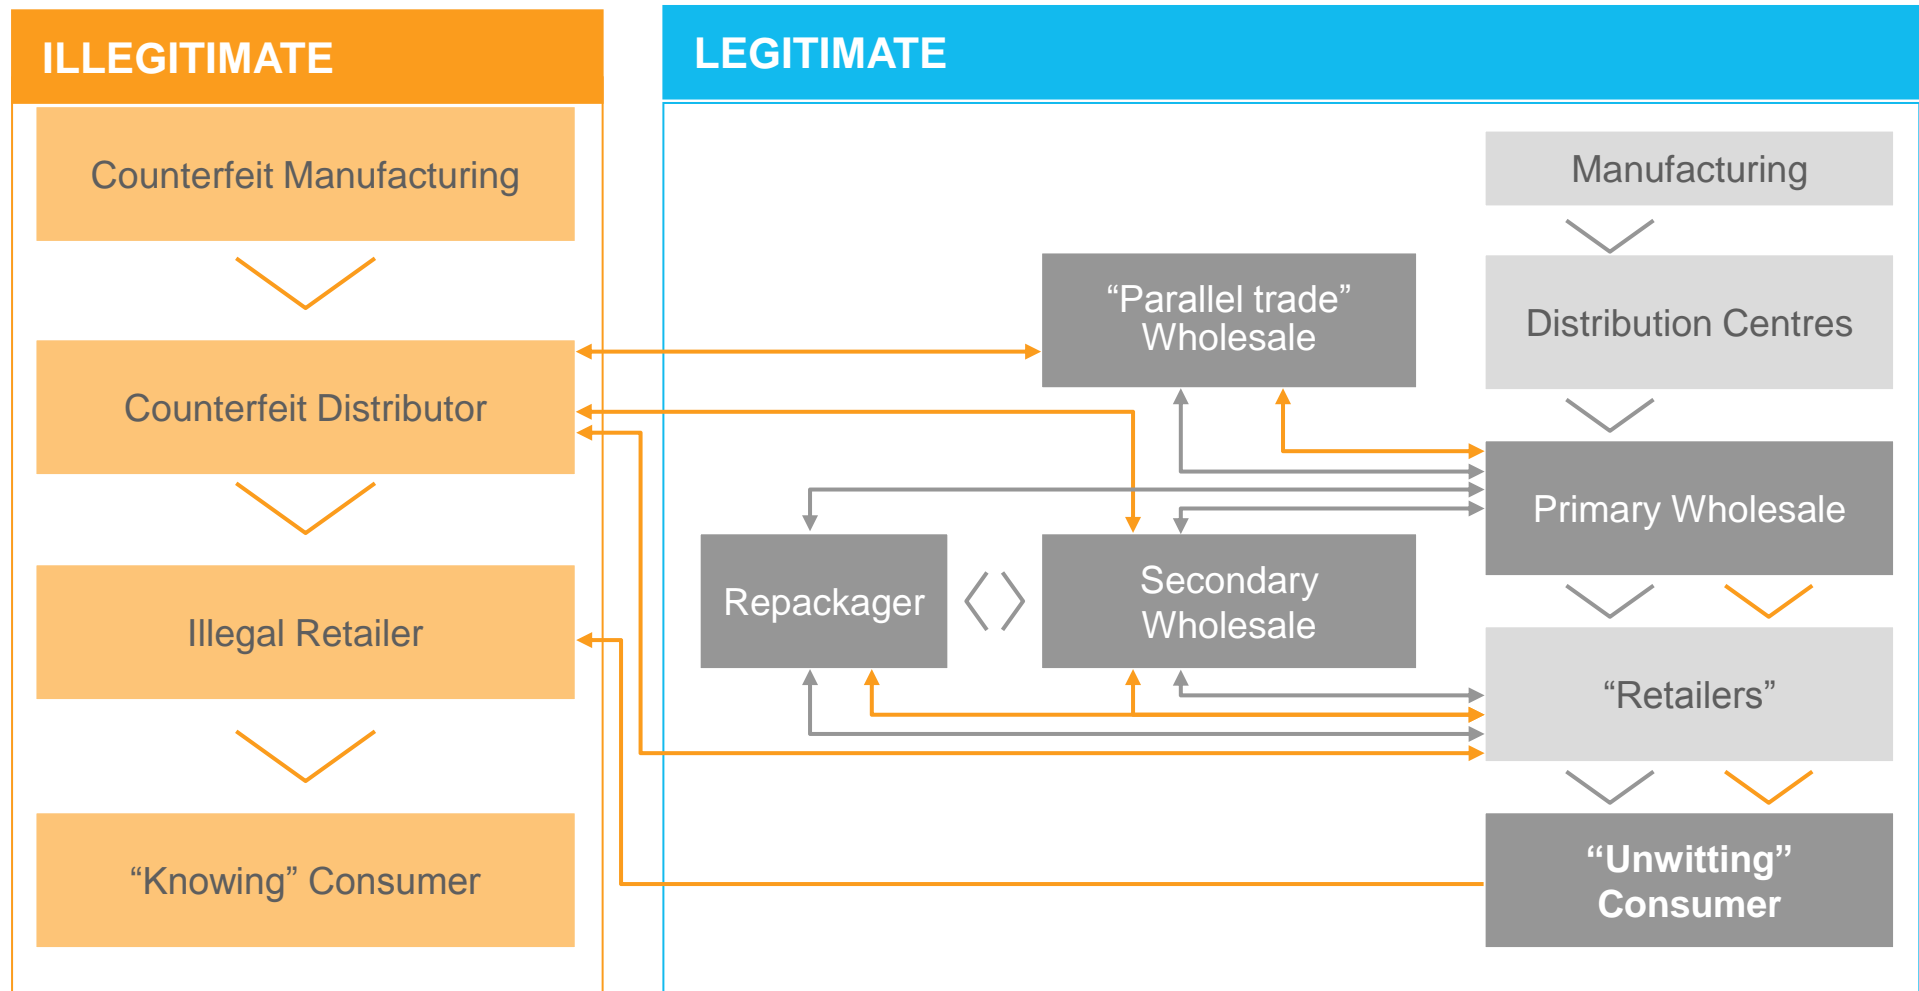 ILLEGITIMATE
Counterfeit Manufacturing
Counterfeit Distributor
Illegal Retailer
“Knowing” Consumer
LEGITIMATE
Manufacturing
“Parallel trade”
Wholesale
Distribution Centres
Primary Wholesale
Repackager
Secondary
Wholesale
“Retailers”
“Unwitting”
Consumer